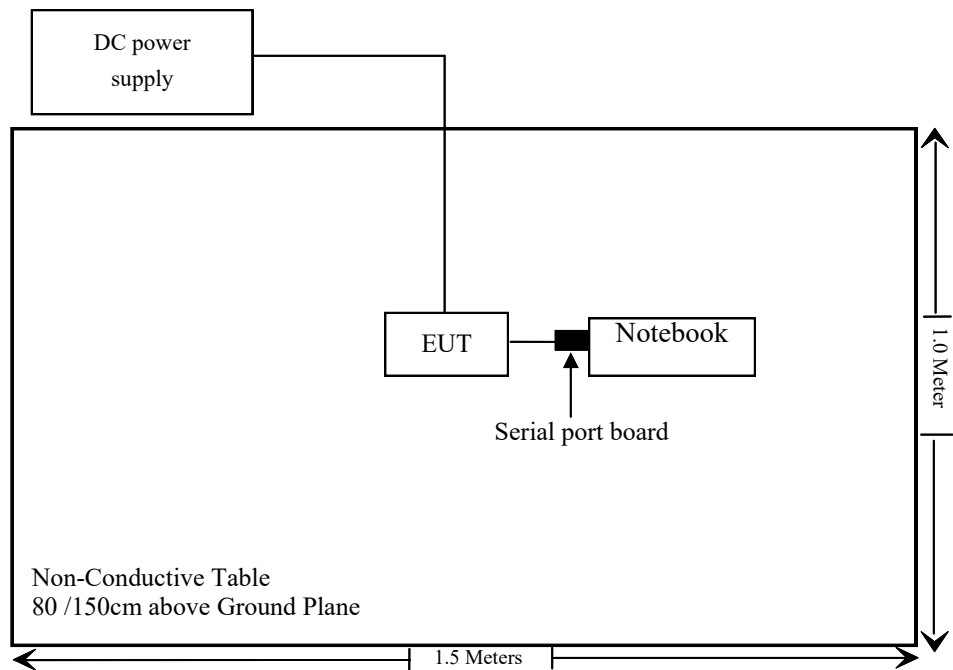 DC power
supply
EUT
Notebook
Serial port board
1.0 Meter
Non-Conductive Table
80 /150cm above Ground Plane
1.5 Meters